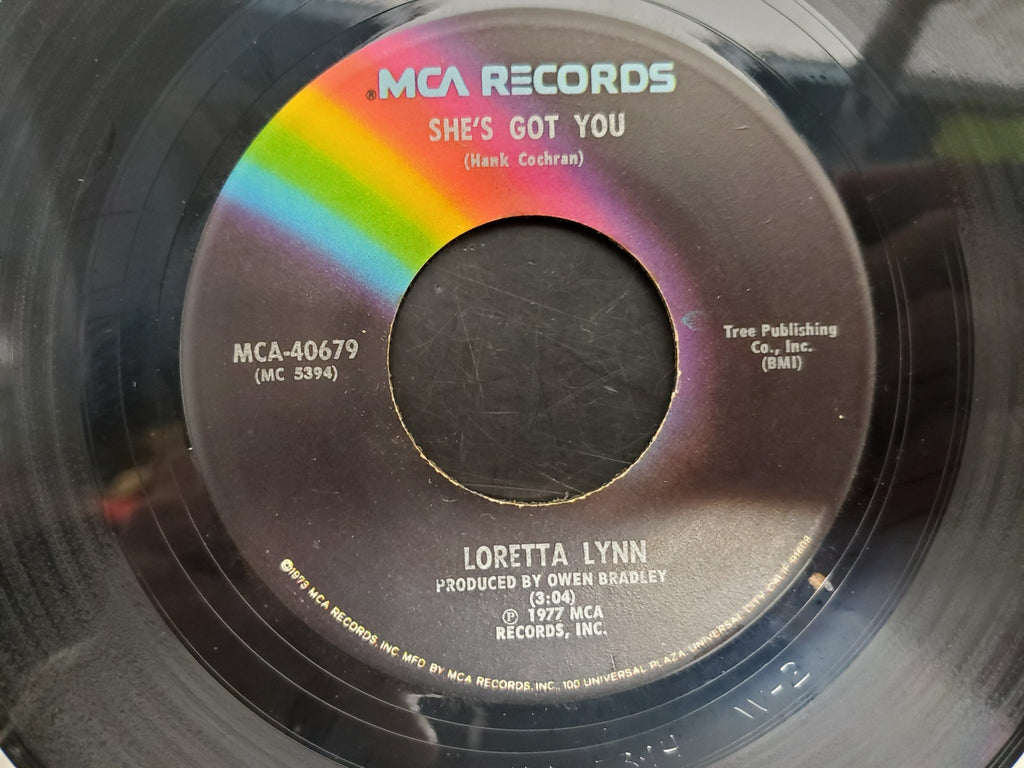 ®MCA RECORDS
SHE'S GOT YOU
(Hank Cochran)
MCA-40679
(MC 5394)
Tree Publishing
Co., Inc.
(BMI)
LORETTA LYNN
PRODUCED BY OWEN BRADLEY
(3:04)
Ⓟ 1977 MCA
RECORDS, INC.
©1973 MCA RECORDS, INC. MFD BY MCA RECORDS, INC., 100 UNIVERSAL PLAZA UNIVERSAL CITY, CALIF.
W-2